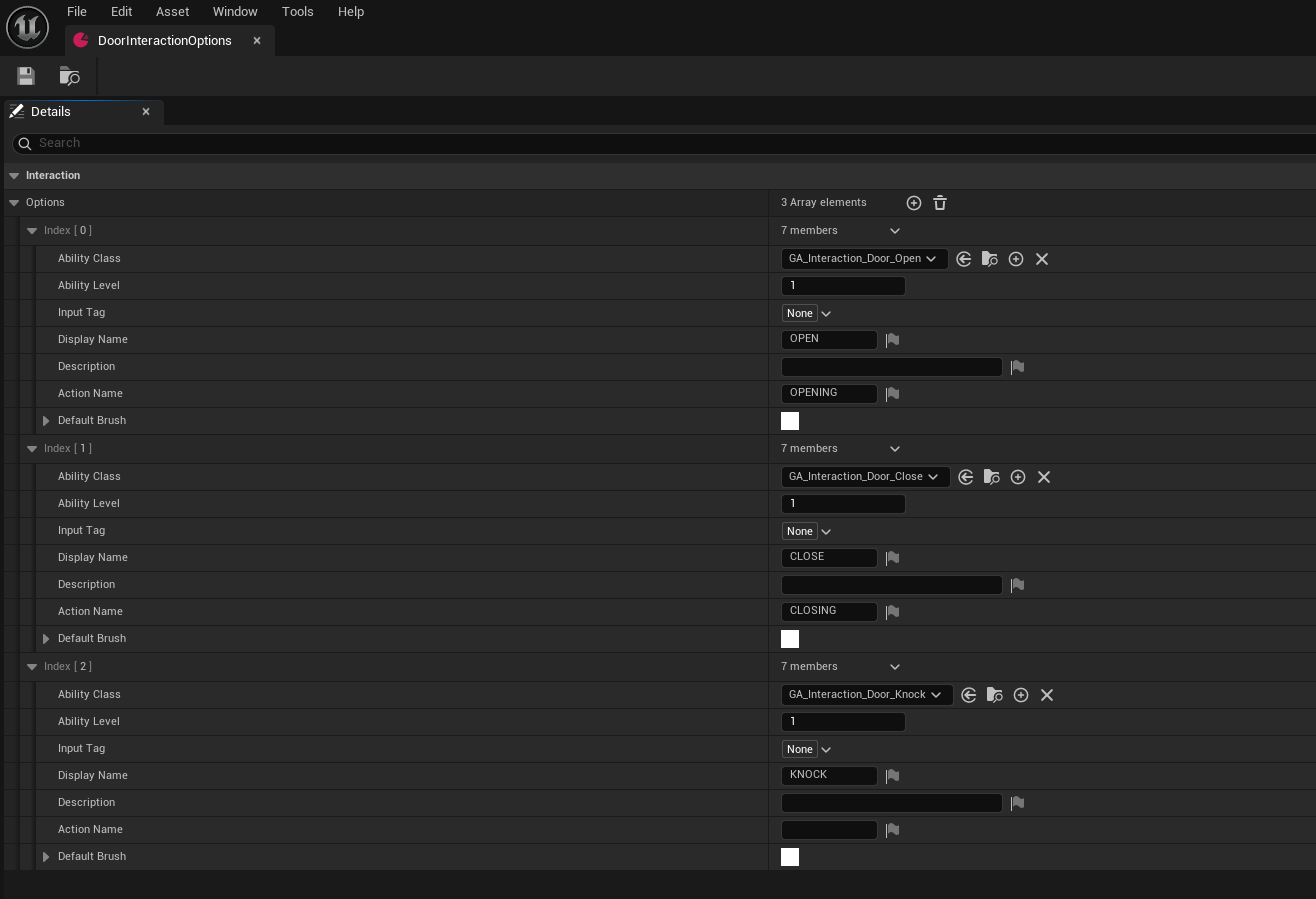 File Edit Asset Window Tools Help
DoorInteractionOptions
Details
Search
Interaction
Options 3 Array elements
Index [ 0 ] 7 members
Ability Class GA_Interaction_Door_Open
Ability Level 1
Input Tag None
Display Name OPEN
Description
Action Name OPENING
Default Brush
Index [ 1 ] 7 members
Ability Class GA_Interaction_Door_Close
Ability Level 1
Input Tag None
Display Name CLOSE
Description
Action Name CLOSING
Default Brush
Index [ 2 ] 7 members
Ability Class GA_Interaction_Door_Knock
Ability Level 1
Input Tag None
Display Name KNOCK
Description
Action Name
Default Brush